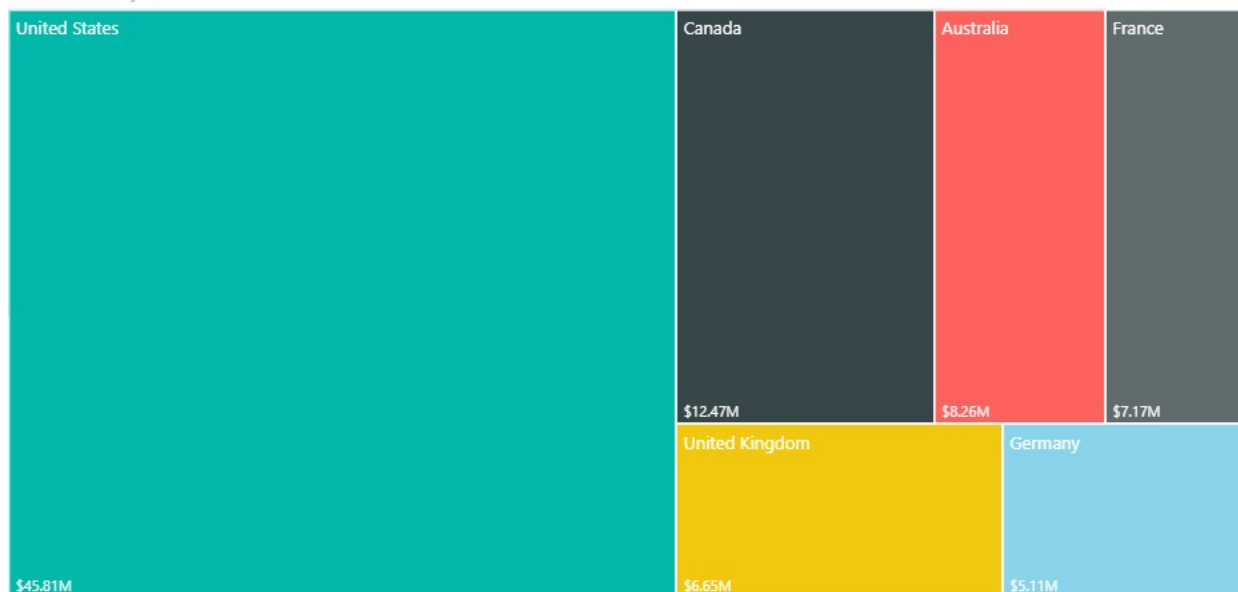 United States
$45.81M
Canada
$12.47M
Australia
$8.26M
France
$7.17M
United Kingdom
$6.65M
Germany
$5.11M